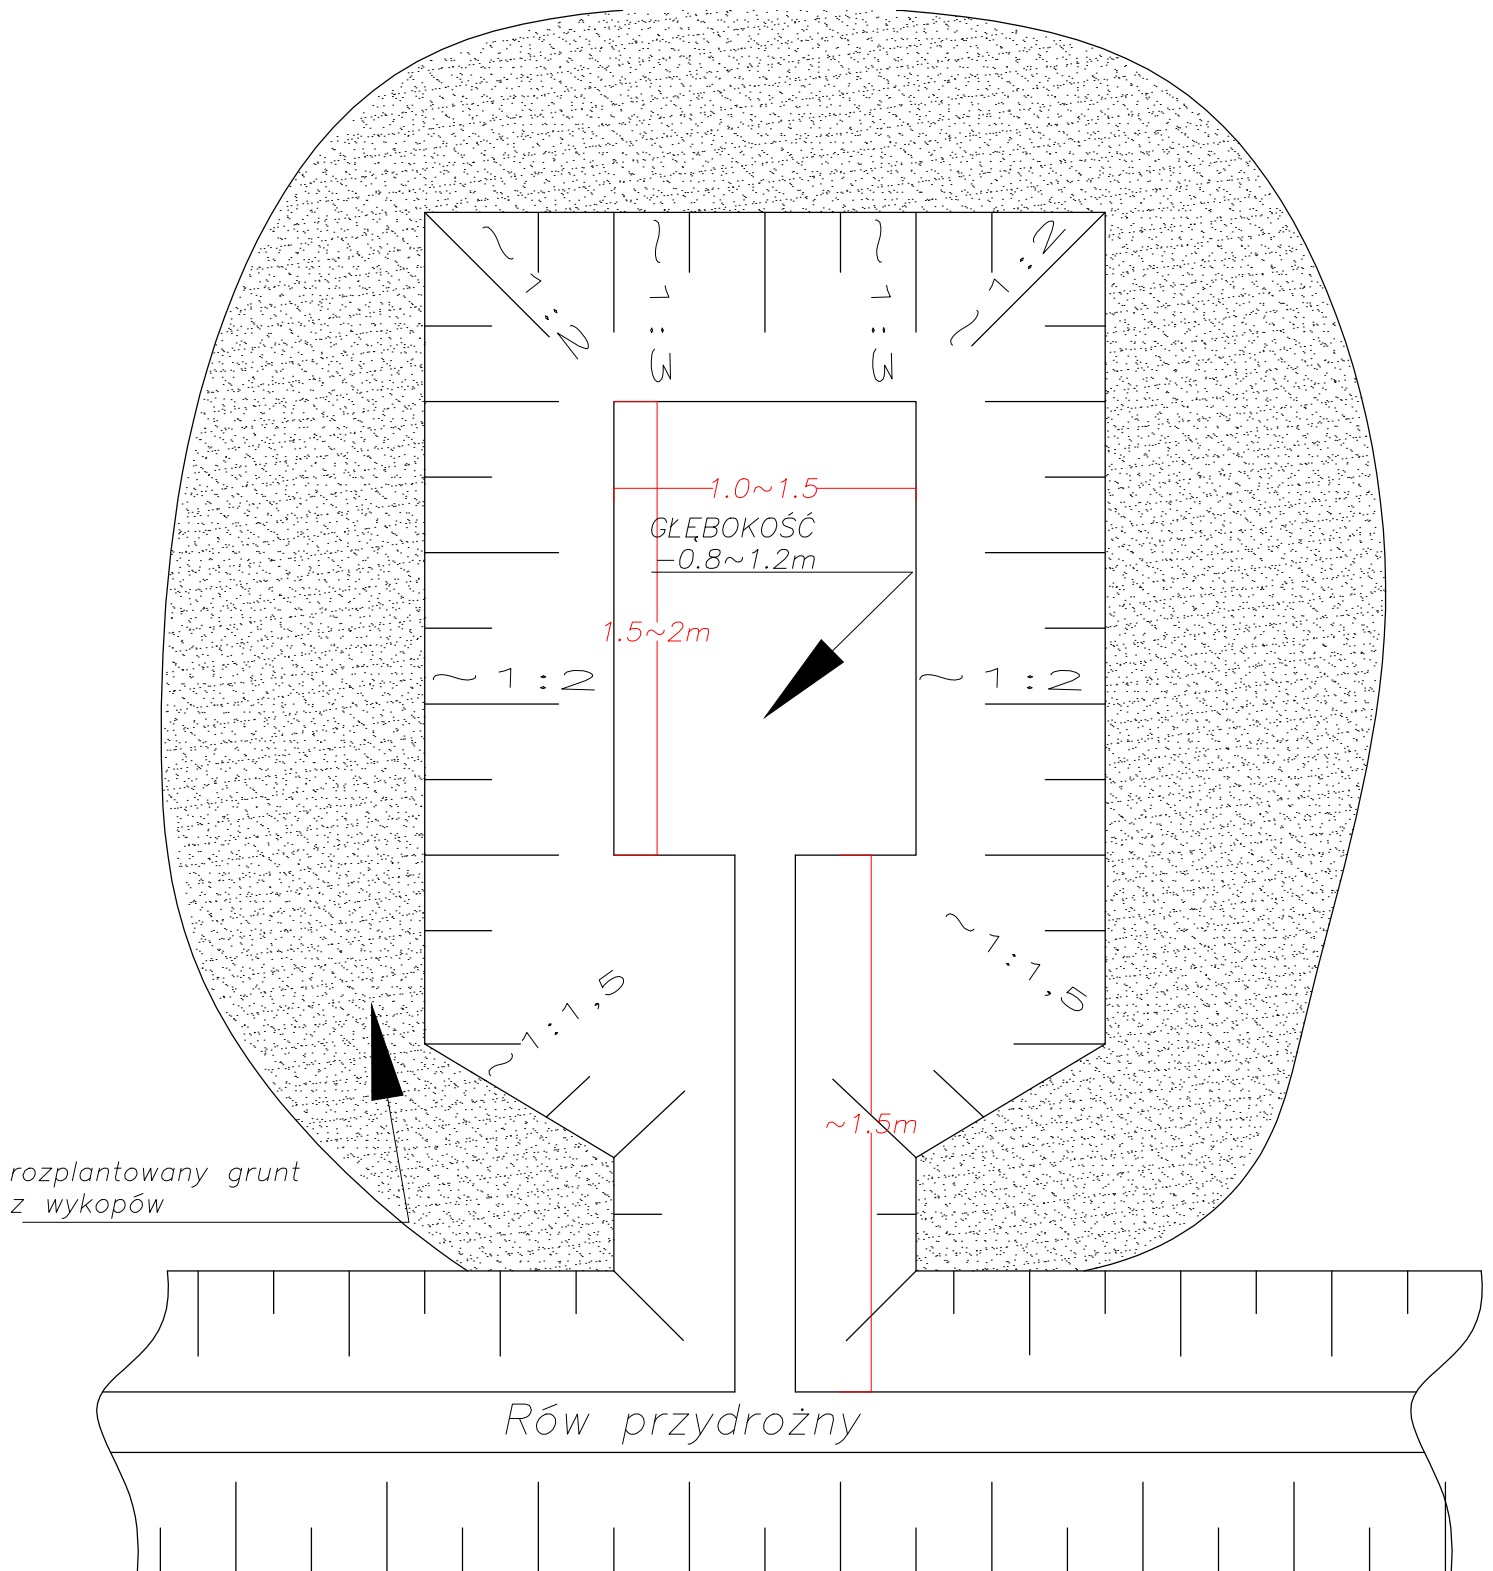 ~ 1:2
~ 1:3
~ 1:3
~ 1:2
1.0~1.5
GŁĘBOKOŚĆ
-0.8~1.2m
1.5~2m
~ 1:2
~ 1:2
~1:1,5
~1:1,5
~1.5m
rozplantowany grunt
z wykopów
Rów przydrożny